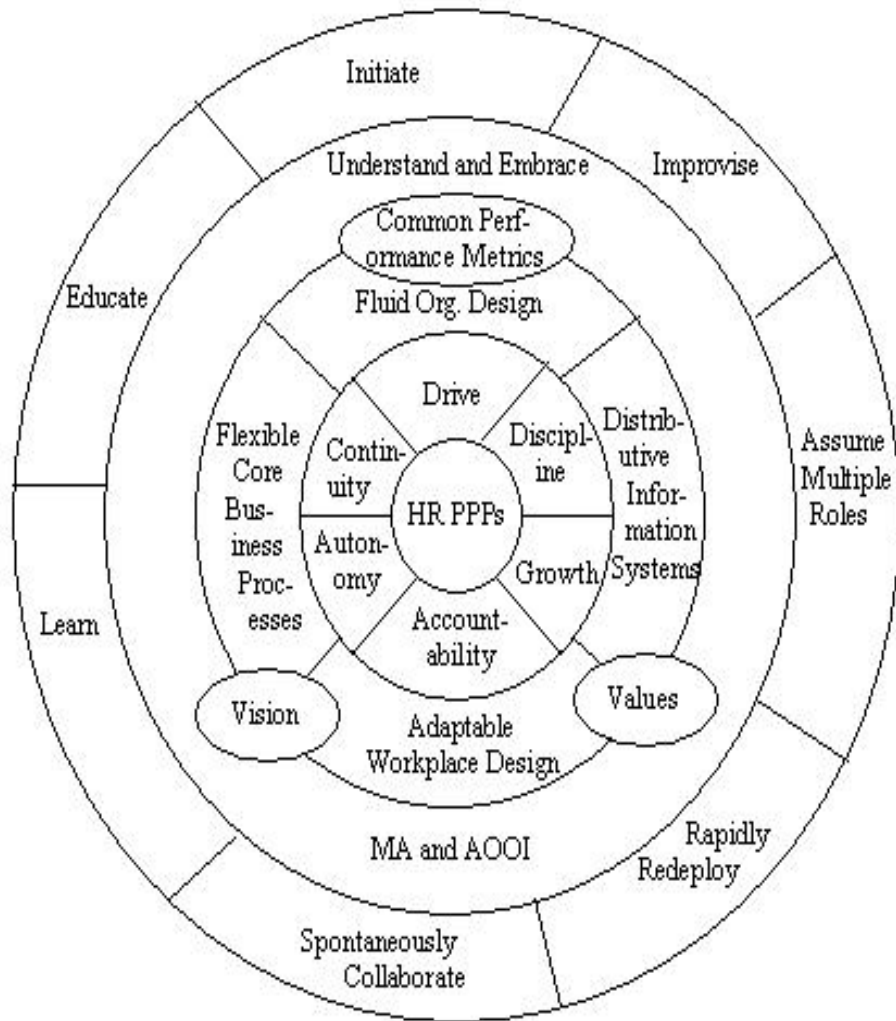 Initiate
Understand and Embrace
Improvise
Common Perf-
ormance Metrics
Educate
Fluid Org. Design
Drive
Flexible
Core
Bus-
iness
Proc-
esses
Contin-
uity
Discipl-
ine
Distrib-
utive
Infor-
mation
Systems
Assume
Multiple
Roles
HR PPPs
Auton-
omy
Growth
Learn
Account-
ability
Vision
Values
Adaptable
Workplace Design
MA and AOOI
Rapidly
Redeploy
Spontaneously
Collaborate